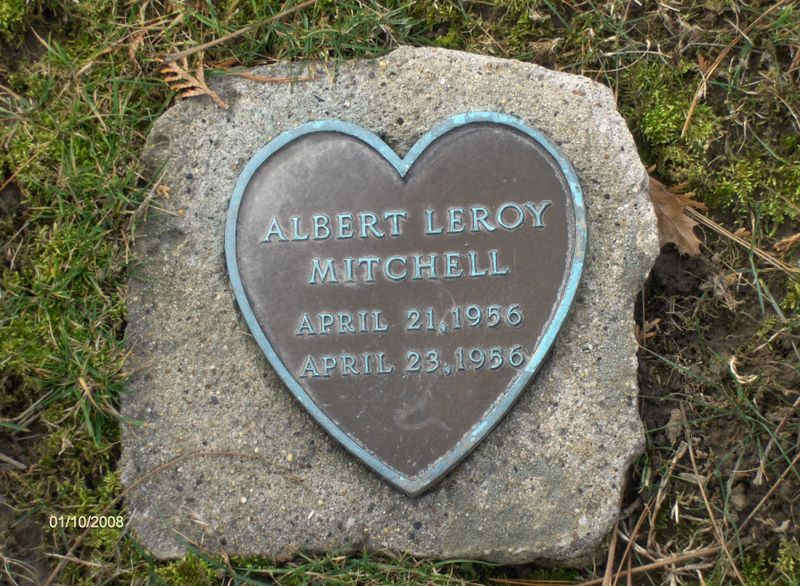 ALBERT LEROY
MITCHELL
APRIL 21, 1956
APRIL 23, 1956
01/10/2008